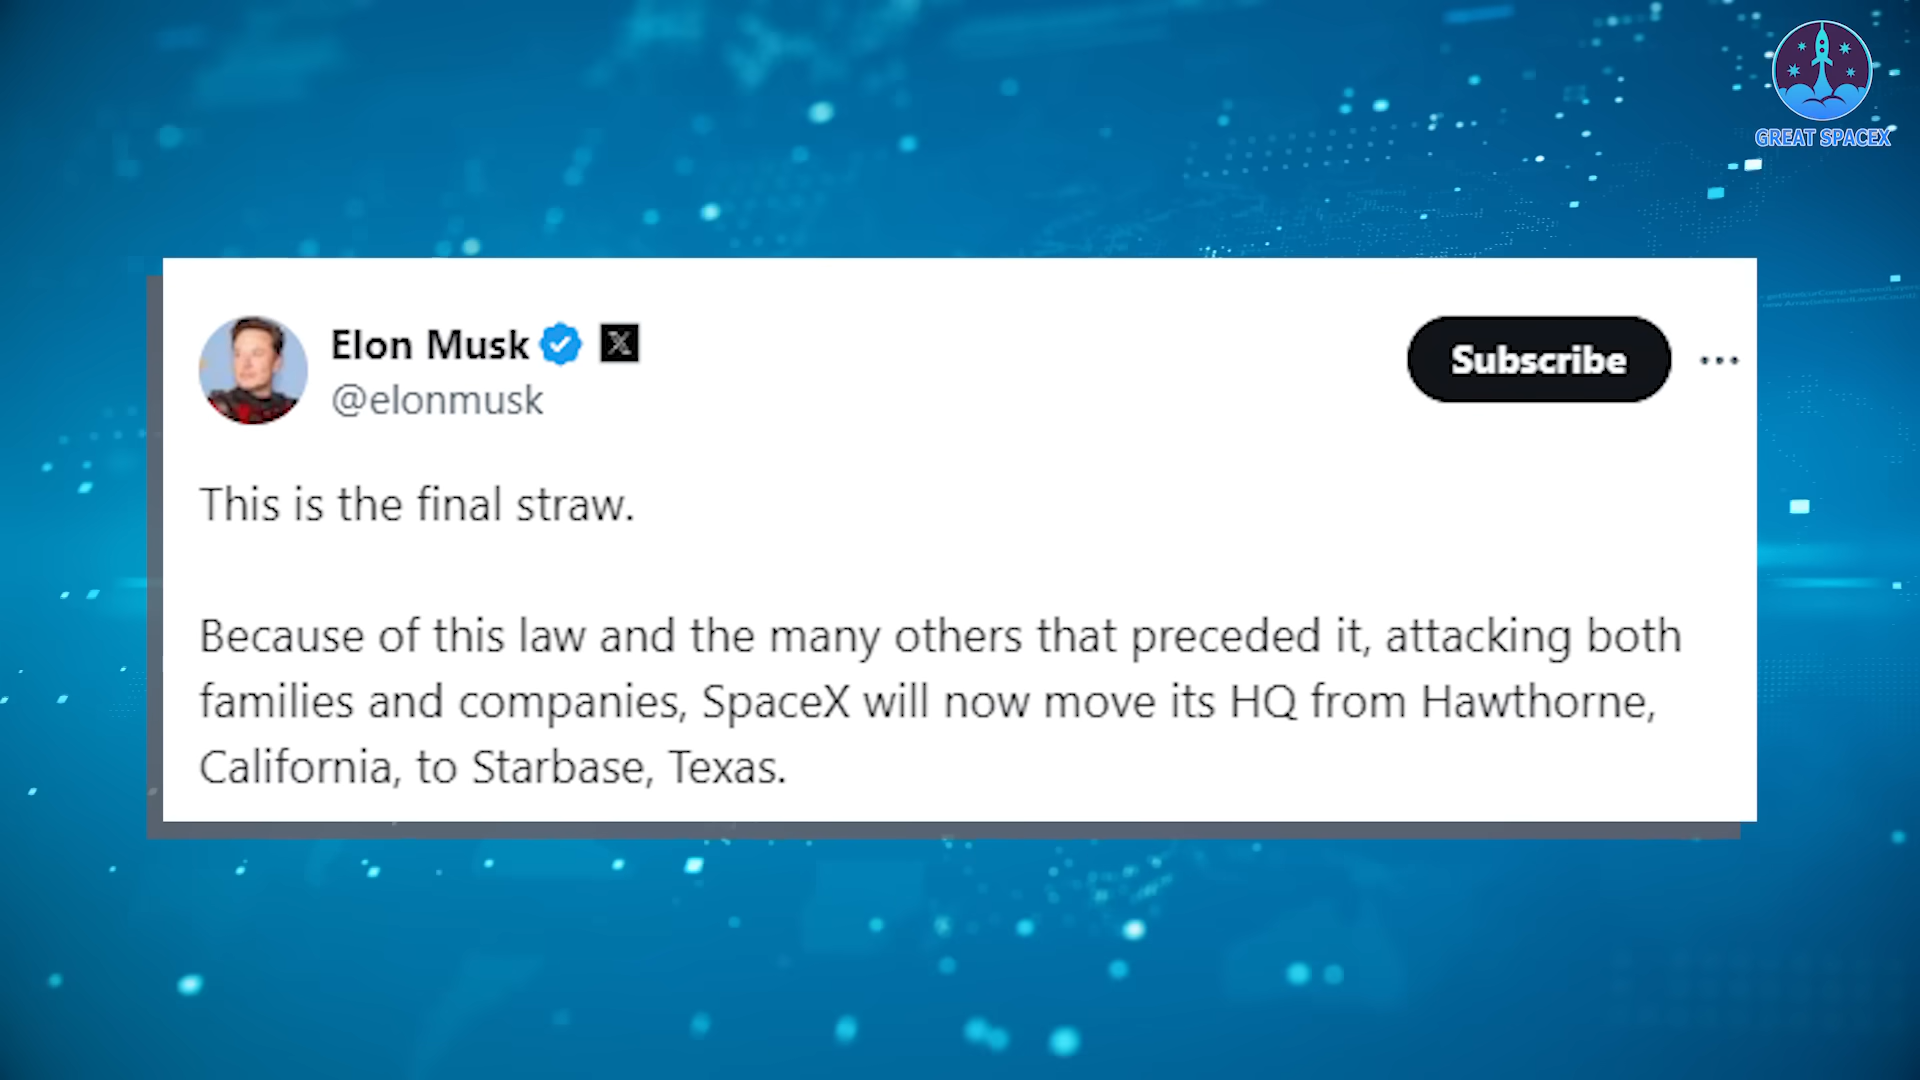 GREAT SPACEX
Elon Musk
@elonmusk
Subscribe
This is the final straw.
Because of this law and the many others that preceded it, attacking both
families and companies, SpaceX will now move its HQ from Hawthorne,
California, to Starbase, Texas.